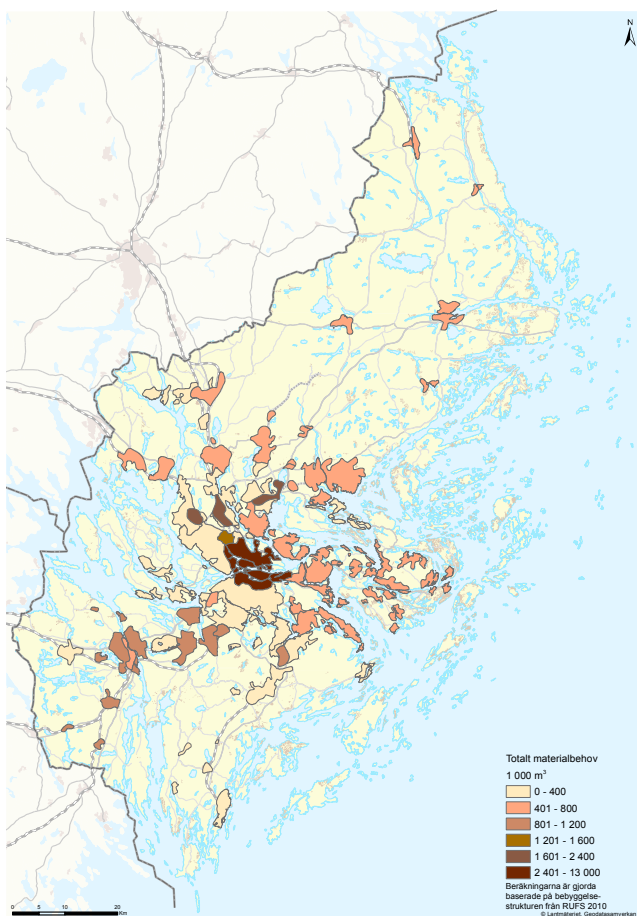 N
Totalt materialbehov
1 000 m³
0 - 400
401 - 800
801 - 1 200
1 201 - 1 600
1 601 - 2 400
2 401 - 13 000
Beräkningarna är gjorda
baserade på bebyggelse-
strukturen från RUFS 2010
© Lantmäteriet, Geodatasamverkan
0 5 10 20
Km